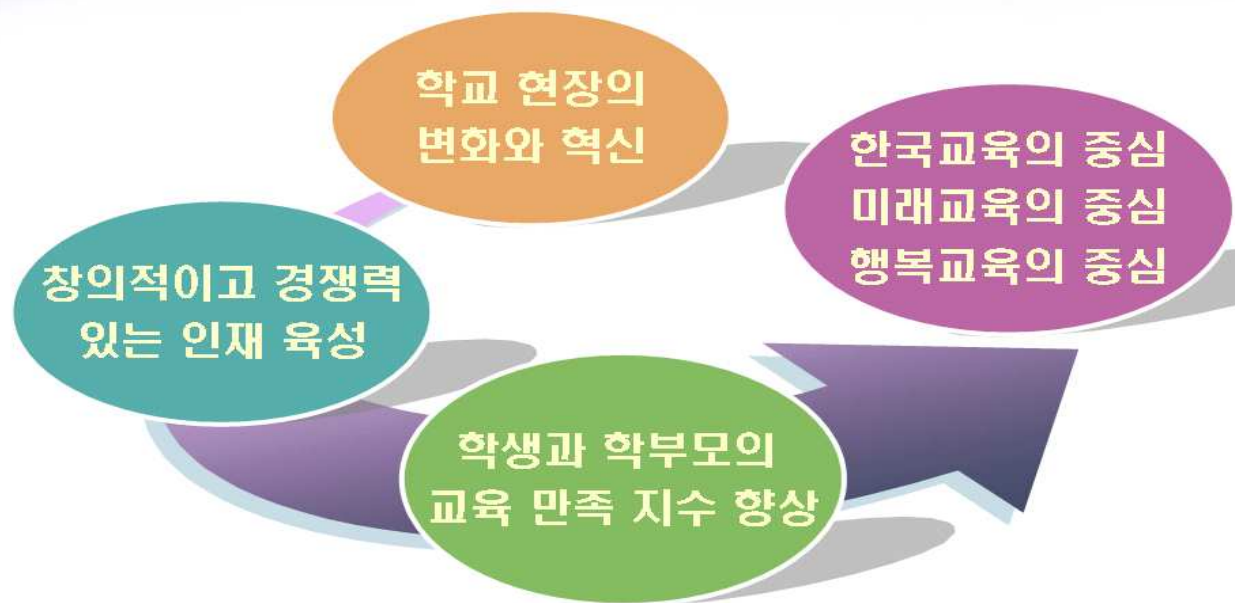 학교 현장의
변화와 혁신
한국교육의 중심
미래교육의 중심
행복교육의 중심
창의적이고 경쟁력
있는 인재 육성
학생과 학부모의
교육 만족 지수 향상